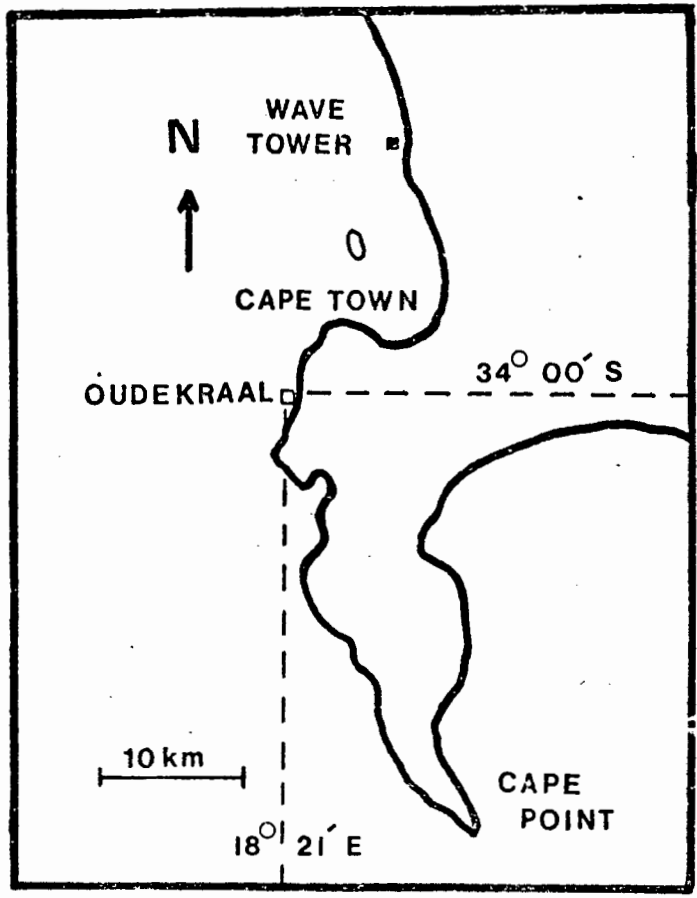 WAVE
TOWER
N
CAPE TOWN
34° 00′ S
OUDEKRAAL
10 km
CAPE
POINT
18° 21′ E